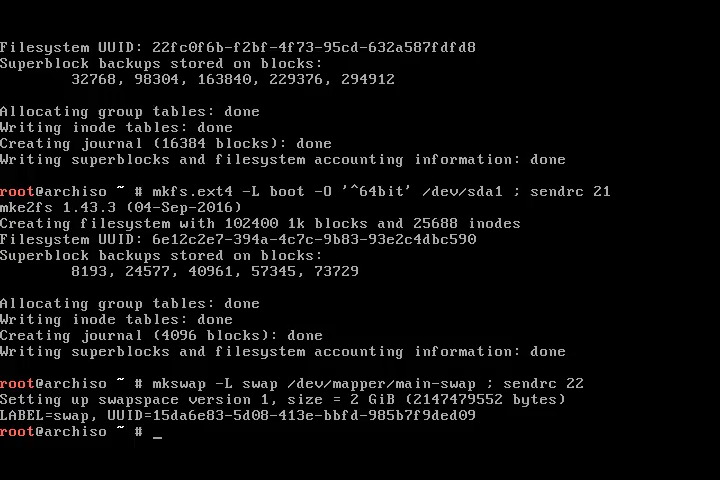 Filesystem UUID: 22fc0f6b-f2bf-4f73-95cd-632a587fdfd8
Superblock backups stored on blocks:
32768, 98304, 163840, 229376, 294912
Allocating group tables: done
Writing inode tables: done
Creating journal (16384 blocks): done
Writing superblocks and filesystem accounting information: done
root@archiso ~ # mkfs.ext4 -L boot -O '^64bit' /dev/sda1 ; sendrc 21
mke2fs 1.43.3 (04-Sep-2016)
Creating filesystem with 102400 1k blocks and 25688 inodes
Filesystem UUID: 6e12c2e7-394a-4c7c-9b83-93e2c4dbc590
Superblock backups stored on blocks:
8193, 24577, 40961, 57345, 73729
Allocating group tables: done
Writing inode tables: done
Creating journal (4096 blocks): done
Writing superblocks and filesystem accounting information: done
root@archiso ~ # mkswap -L swap /dev/mapper/main-swap ; sendrc 22
Setting up swapspace version 1, size = 2 GiB (2147479552 bytes)
LABEL=swap, UUID=15da6e83-5d08-413e-bbfd-985b7f9ded09
root@archiso ~ # _